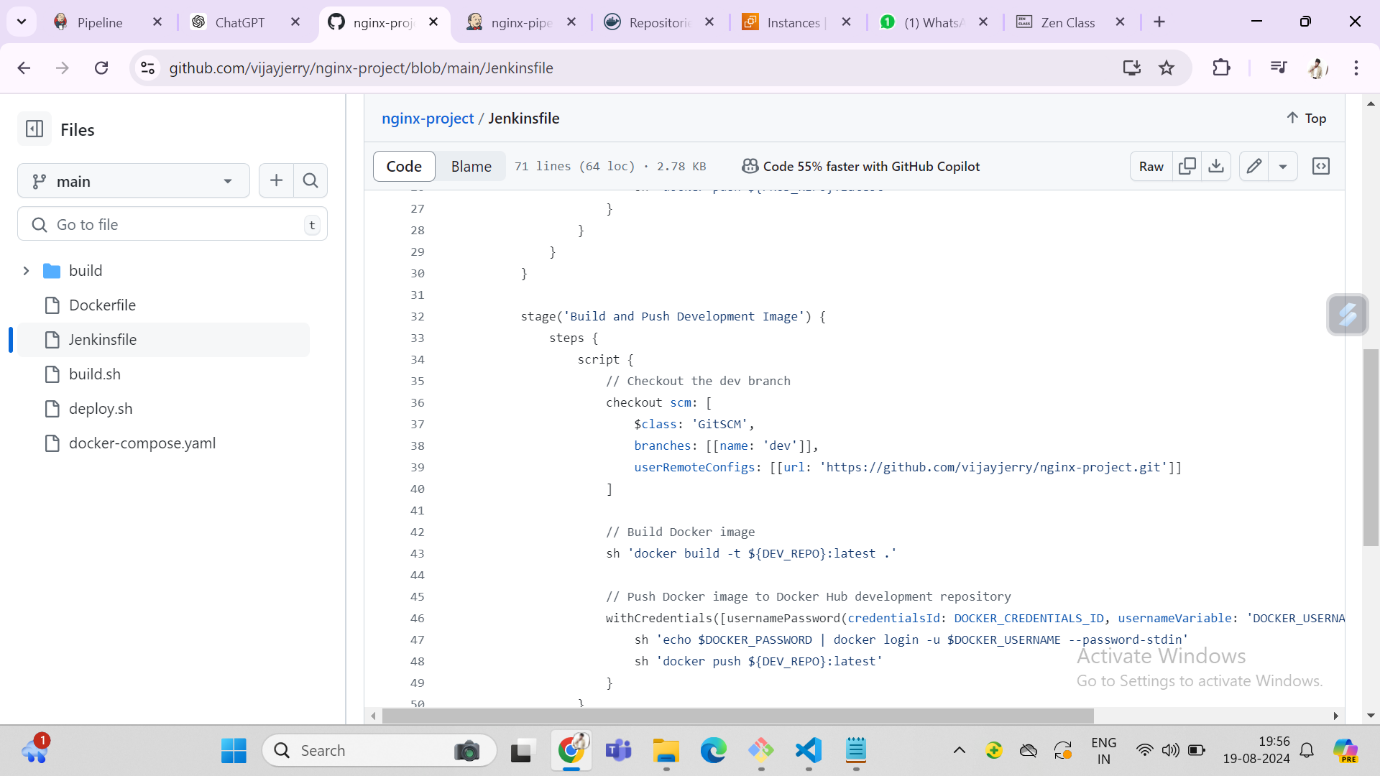 Pipeline
ChatGPT
nginx-proj
nginx-pipe
Repositorie
Instances |
(1) WhatsA
Zen Class
github.com/vijayjerry/nginx-project/blob/main/Jenkinsfile
Files
main
Go to file
t
build
Dockerfile
Jenkinsfile
build.sh
deploy.sh
docker-compose.yaml
nginx-project / Jenkinsfile
Top
Code Blame 71 lines (64 loc) · 2.78 KB Code 55% faster with GitHub Copilot Raw
27 }
28 }
29 }
30 }
31
32 stage('Build and Push Development Image') {
33 steps {
34 script {
35 // Checkout the dev branch
36 checkout scm: [
37 $class: 'GitSCM',
38 branches: [[name: 'dev']],
39 userRemoteConfigs: [[url: 'https://github.com/vijayjerry/nginx-project.git']]
40 ]
41
42 // Build Docker image
43 sh 'docker build -t ${DEV_REPO}:latest .'
44
45 // Push Docker image to Docker Hub development repository
46 withCredentials([usernamePassword(credentialsId: DOCKER_CREDENTIALS_ID, usernameVariable: 'DOCKER_USERNA
47 sh 'echo $DOCKER_PASSWORD | docker login -u $DOCKER_USERNAME --password-stdin'
48 sh 'docker push ${DEV_REPO}:latest'
49 }
50 }
Activate Windows
Go to Settings to activate Windows.
1
Search
ENG
IN
19:56
19-08-2024
PRE